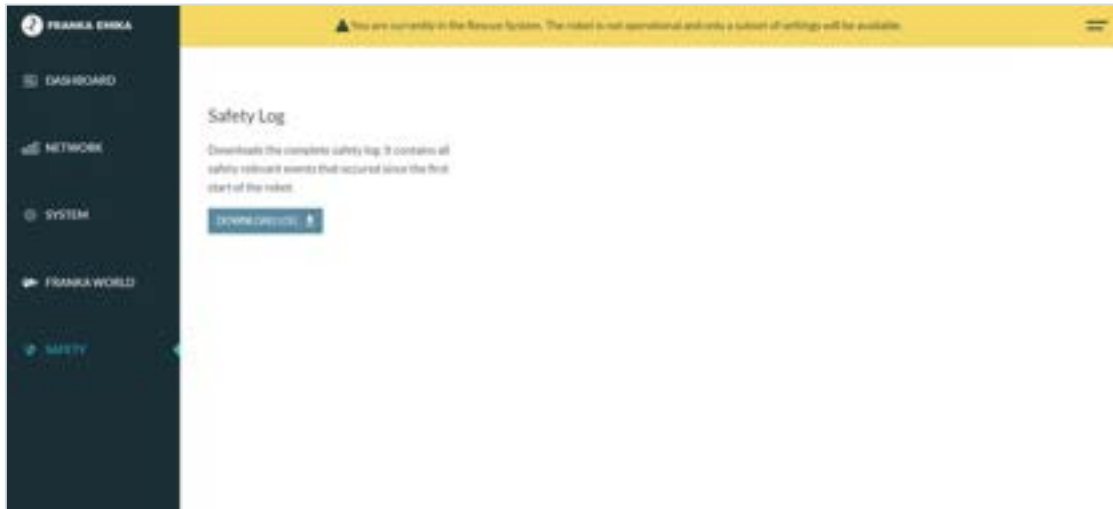 FRANKA EMIKA
You are currently in the Rescue System. The robot is not operational and only a subset of settings will be available.
DASHBOARD
NETWORK
SYSTEM
FRANKA WORLD
SAFETY
Safety Log
Downloads the complete safety log. It contains all
safety relevant events that occured since the first
start of the robot.
DOWNLOAD LOG